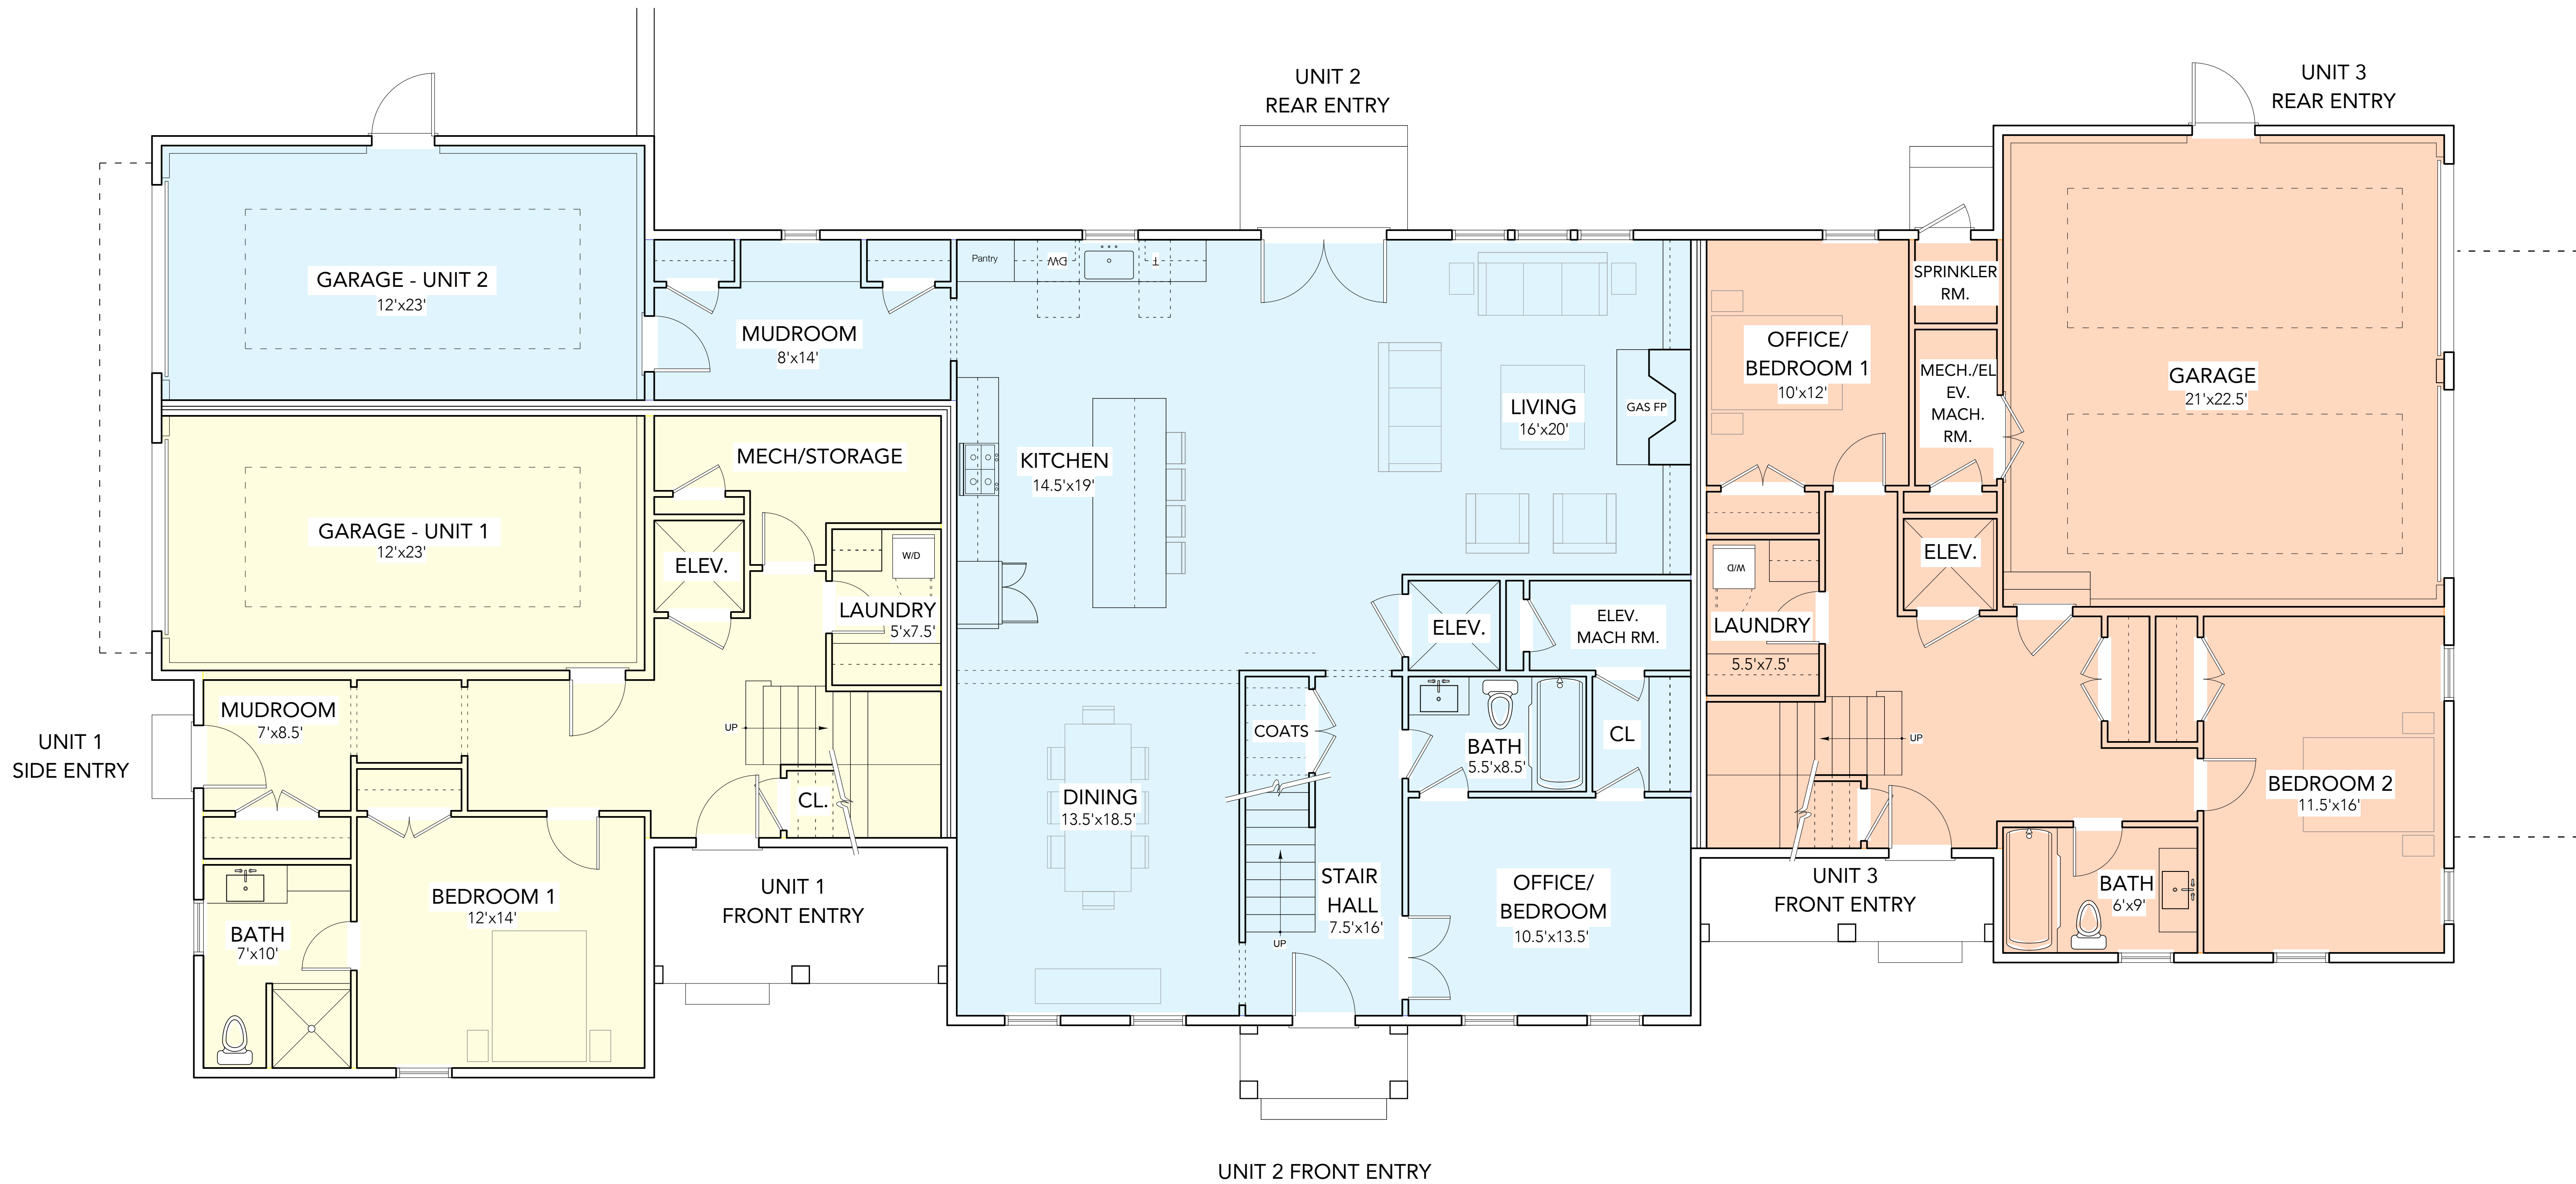 UNIT 2
REAR ENTRY
UNIT 3
REAR ENTRY
GARAGE - UNIT 2
12'x23'
MUDROOM
8'x14'
Pantry
DW
T
KITCHEN
14.5'x19'
LIVING
16'x20'
GAS FP
OFFICE/
BEDROOM 1
10'x12'
SPRINKLER
RM.
MECH./EL
EV.
MACH.
RM.
GARAGE
21'x22.5'
GARAGE - UNIT 1
12'x23'
MECH/STORAGE
ELEV.
W/D
LAUNDRY
5'x7.5'
ELEV.
ELEV.
MACH RM.
W/D
LAUNDRY
5.5'x7.5'
ELEV.
UNIT 1
SIDE ENTRY
MUDROOM
7'x8.5'
UP
CL.
COATS
BATH
5.5'x8.5'
CL
UP
BEDROOM 2
11.5'x16'
DINING
13.5'x18.5'
BATH
7'x10'
BEDROOM 1
12'x14'
UNIT 1
FRONT ENTRY
UP
STAIR
HALL
7.5'x16'
OFFICE/
BEDROOM
10.5'x13.5'
UNIT 3
FRONT ENTRY
BATH
6'x9'
UNIT 2 FRONT ENTRY